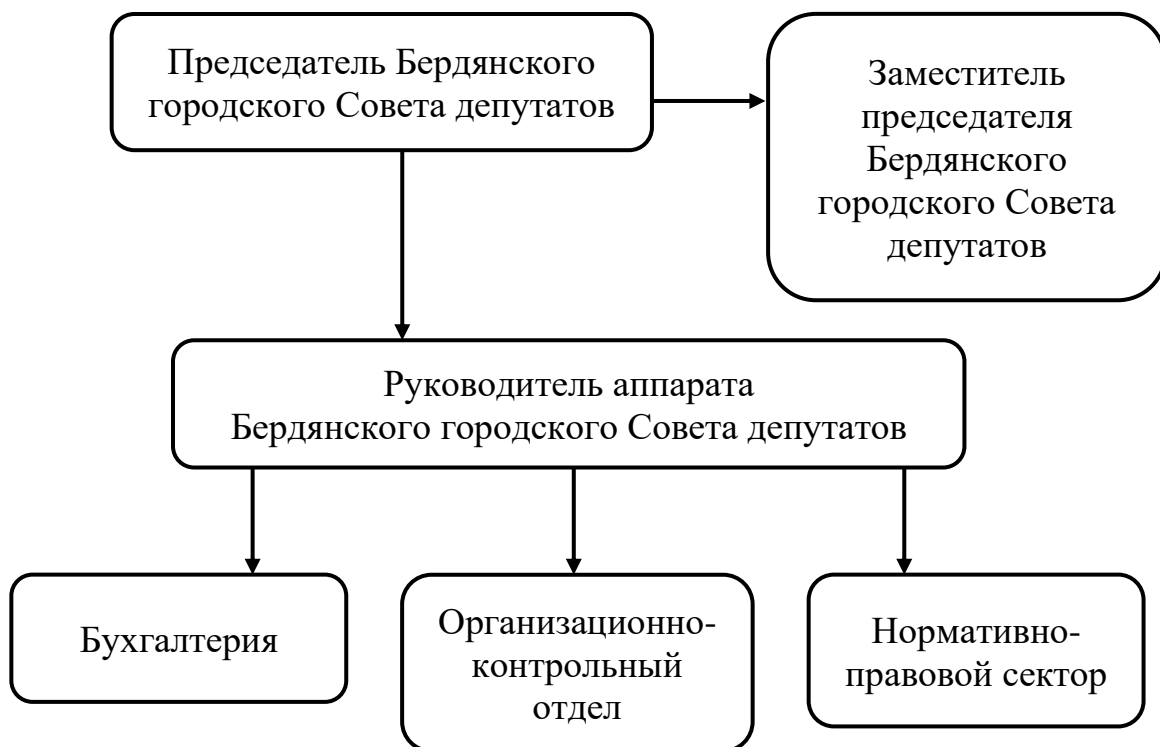 Председатель Бердянского
городского Совета депутатов
Заместитель
председателя
Бердянского
городского Совета
депутатов
Руководитель аппарата
Бердянского городского Совета депутатов
Бухгалтерия
Организационно-
контрольный
отдел
Нормативно-
правовой сектор